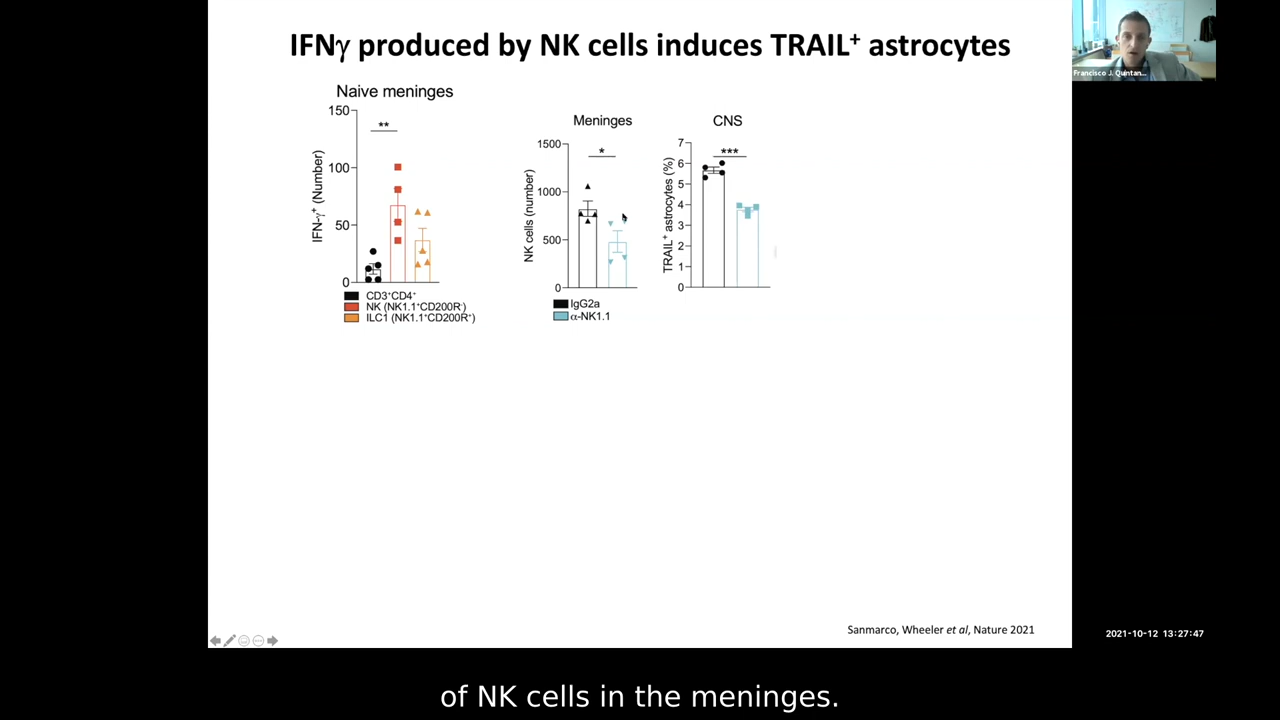 IFNγ produced by NK cells induces TRAIL⁺ astrocytes
Francisco J. Quintan...
Naive meninges
150
100
50
0
IFN-γ⁺ (Number)
**
CD3⁺CD4⁺
NK (NK1.1⁺CD200R⁻)
ILC1 (NK1.1⁺CD200R⁺)
Meninges
1500
1000
500
0
NK cells (number)
*
IgG2a
α-NK1.1
CNS
7
6
5
4
3
2
1
0
TRAIL⁺ astrocytes (%)
***
Sanmarco, Wheeler et al, Nature 2021
2021-10-12 13:27:47
of NK cells in the meninges.